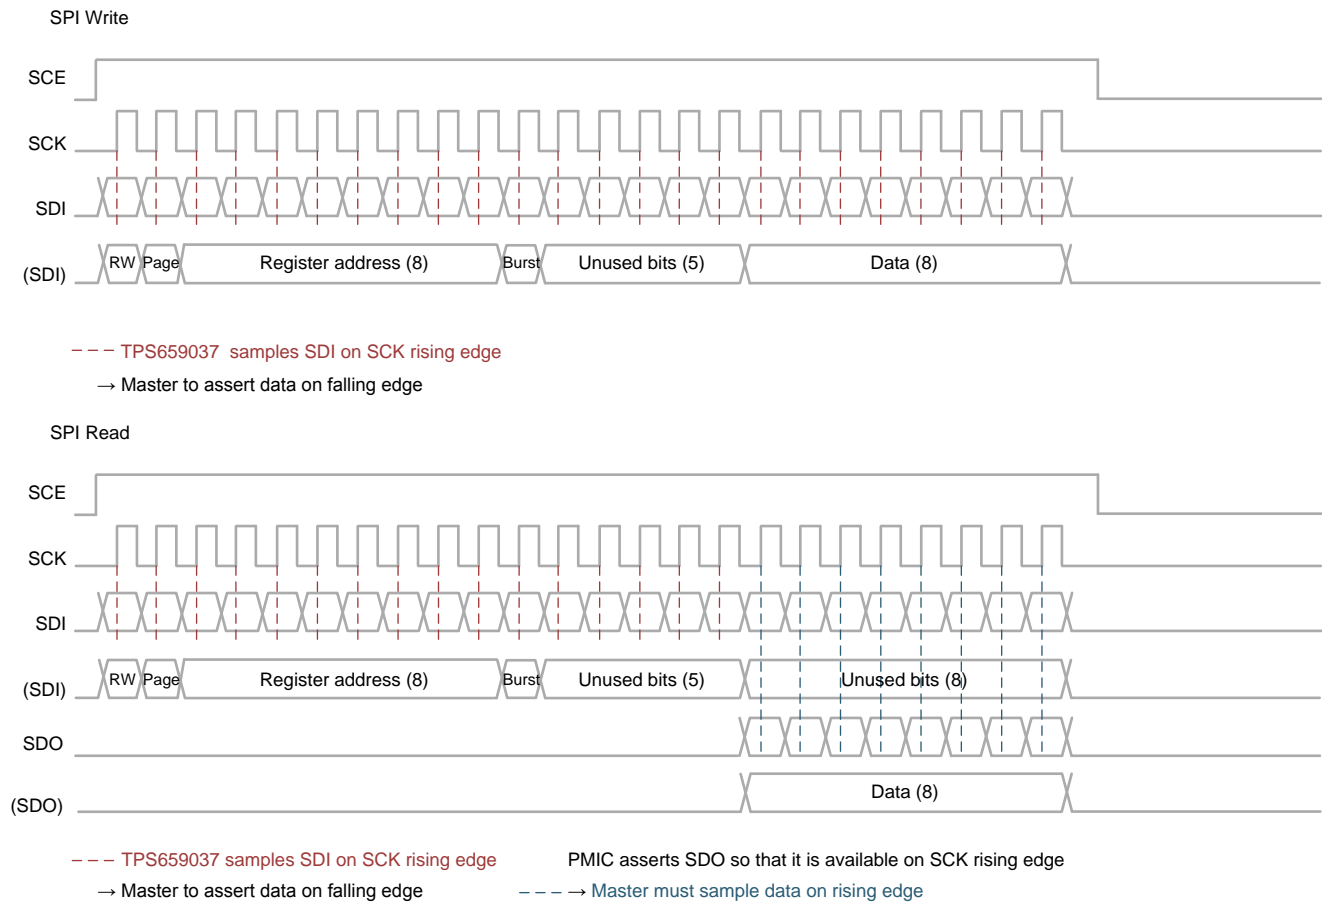 SPI Write
SCE
SCK
SDI
(SDI) RW Page Register address (8) Burst Unused bits (5) Data (8)
--- TPS659037 samples SDI on SCK rising edge
→ Master to assert data on falling edge
SPI Read
SCE
SCK
SDI
(SDI) RW Page Register address (8) Burst Unused bits (5) Unused bits (8)
SDO
(SDO) Data (8)
--- TPS659037 samples SDI on SCK rising edge PMIC asserts SDO so that it is available on SCK rising edge
→ Master to assert data on falling edge --- → Master must sample data on rising edge